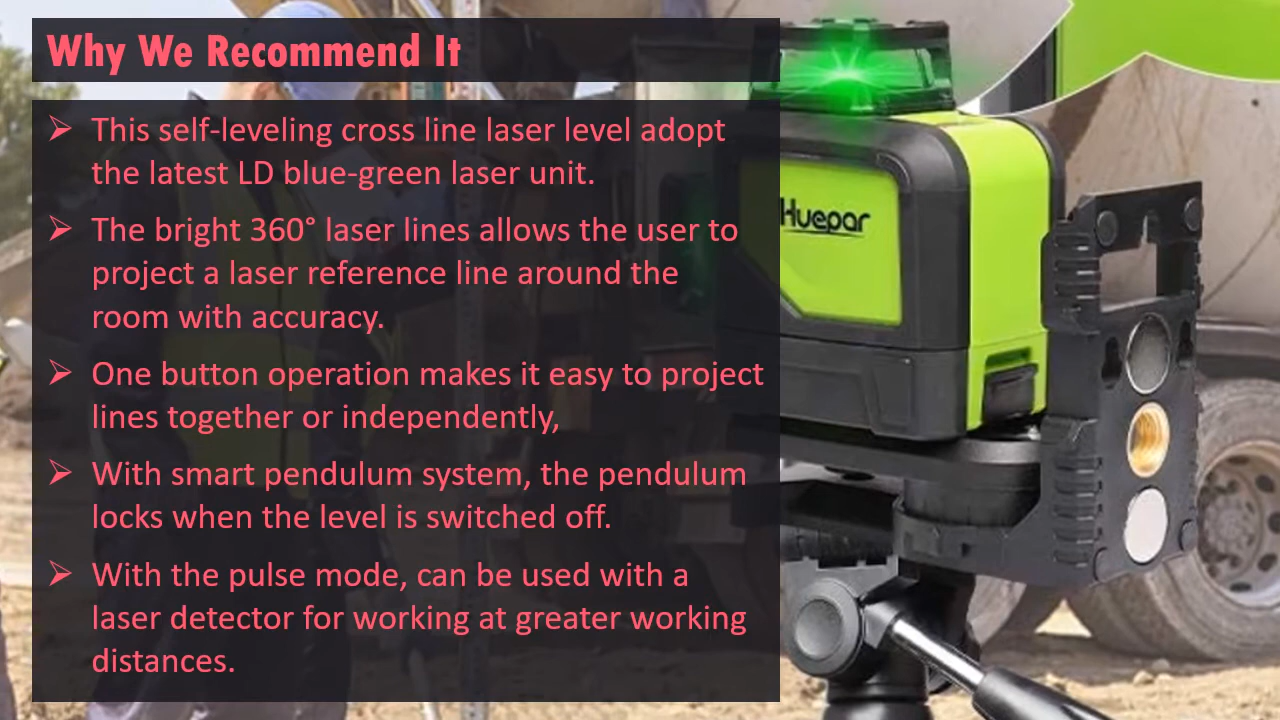 Why We Recommend It
This self-leveling cross line laser level adopt
the latest LD blue-green laser unit.
The bright 360° laser lines allows the user to
project a laser reference line around the
room with accuracy.
One button operation makes it easy to project
lines together or independently,
With smart pendulum system, the pendulum
locks when the level is switched off.
With the pulse mode, can be used with a
laser detector for working at greater working
distances.
Huepar